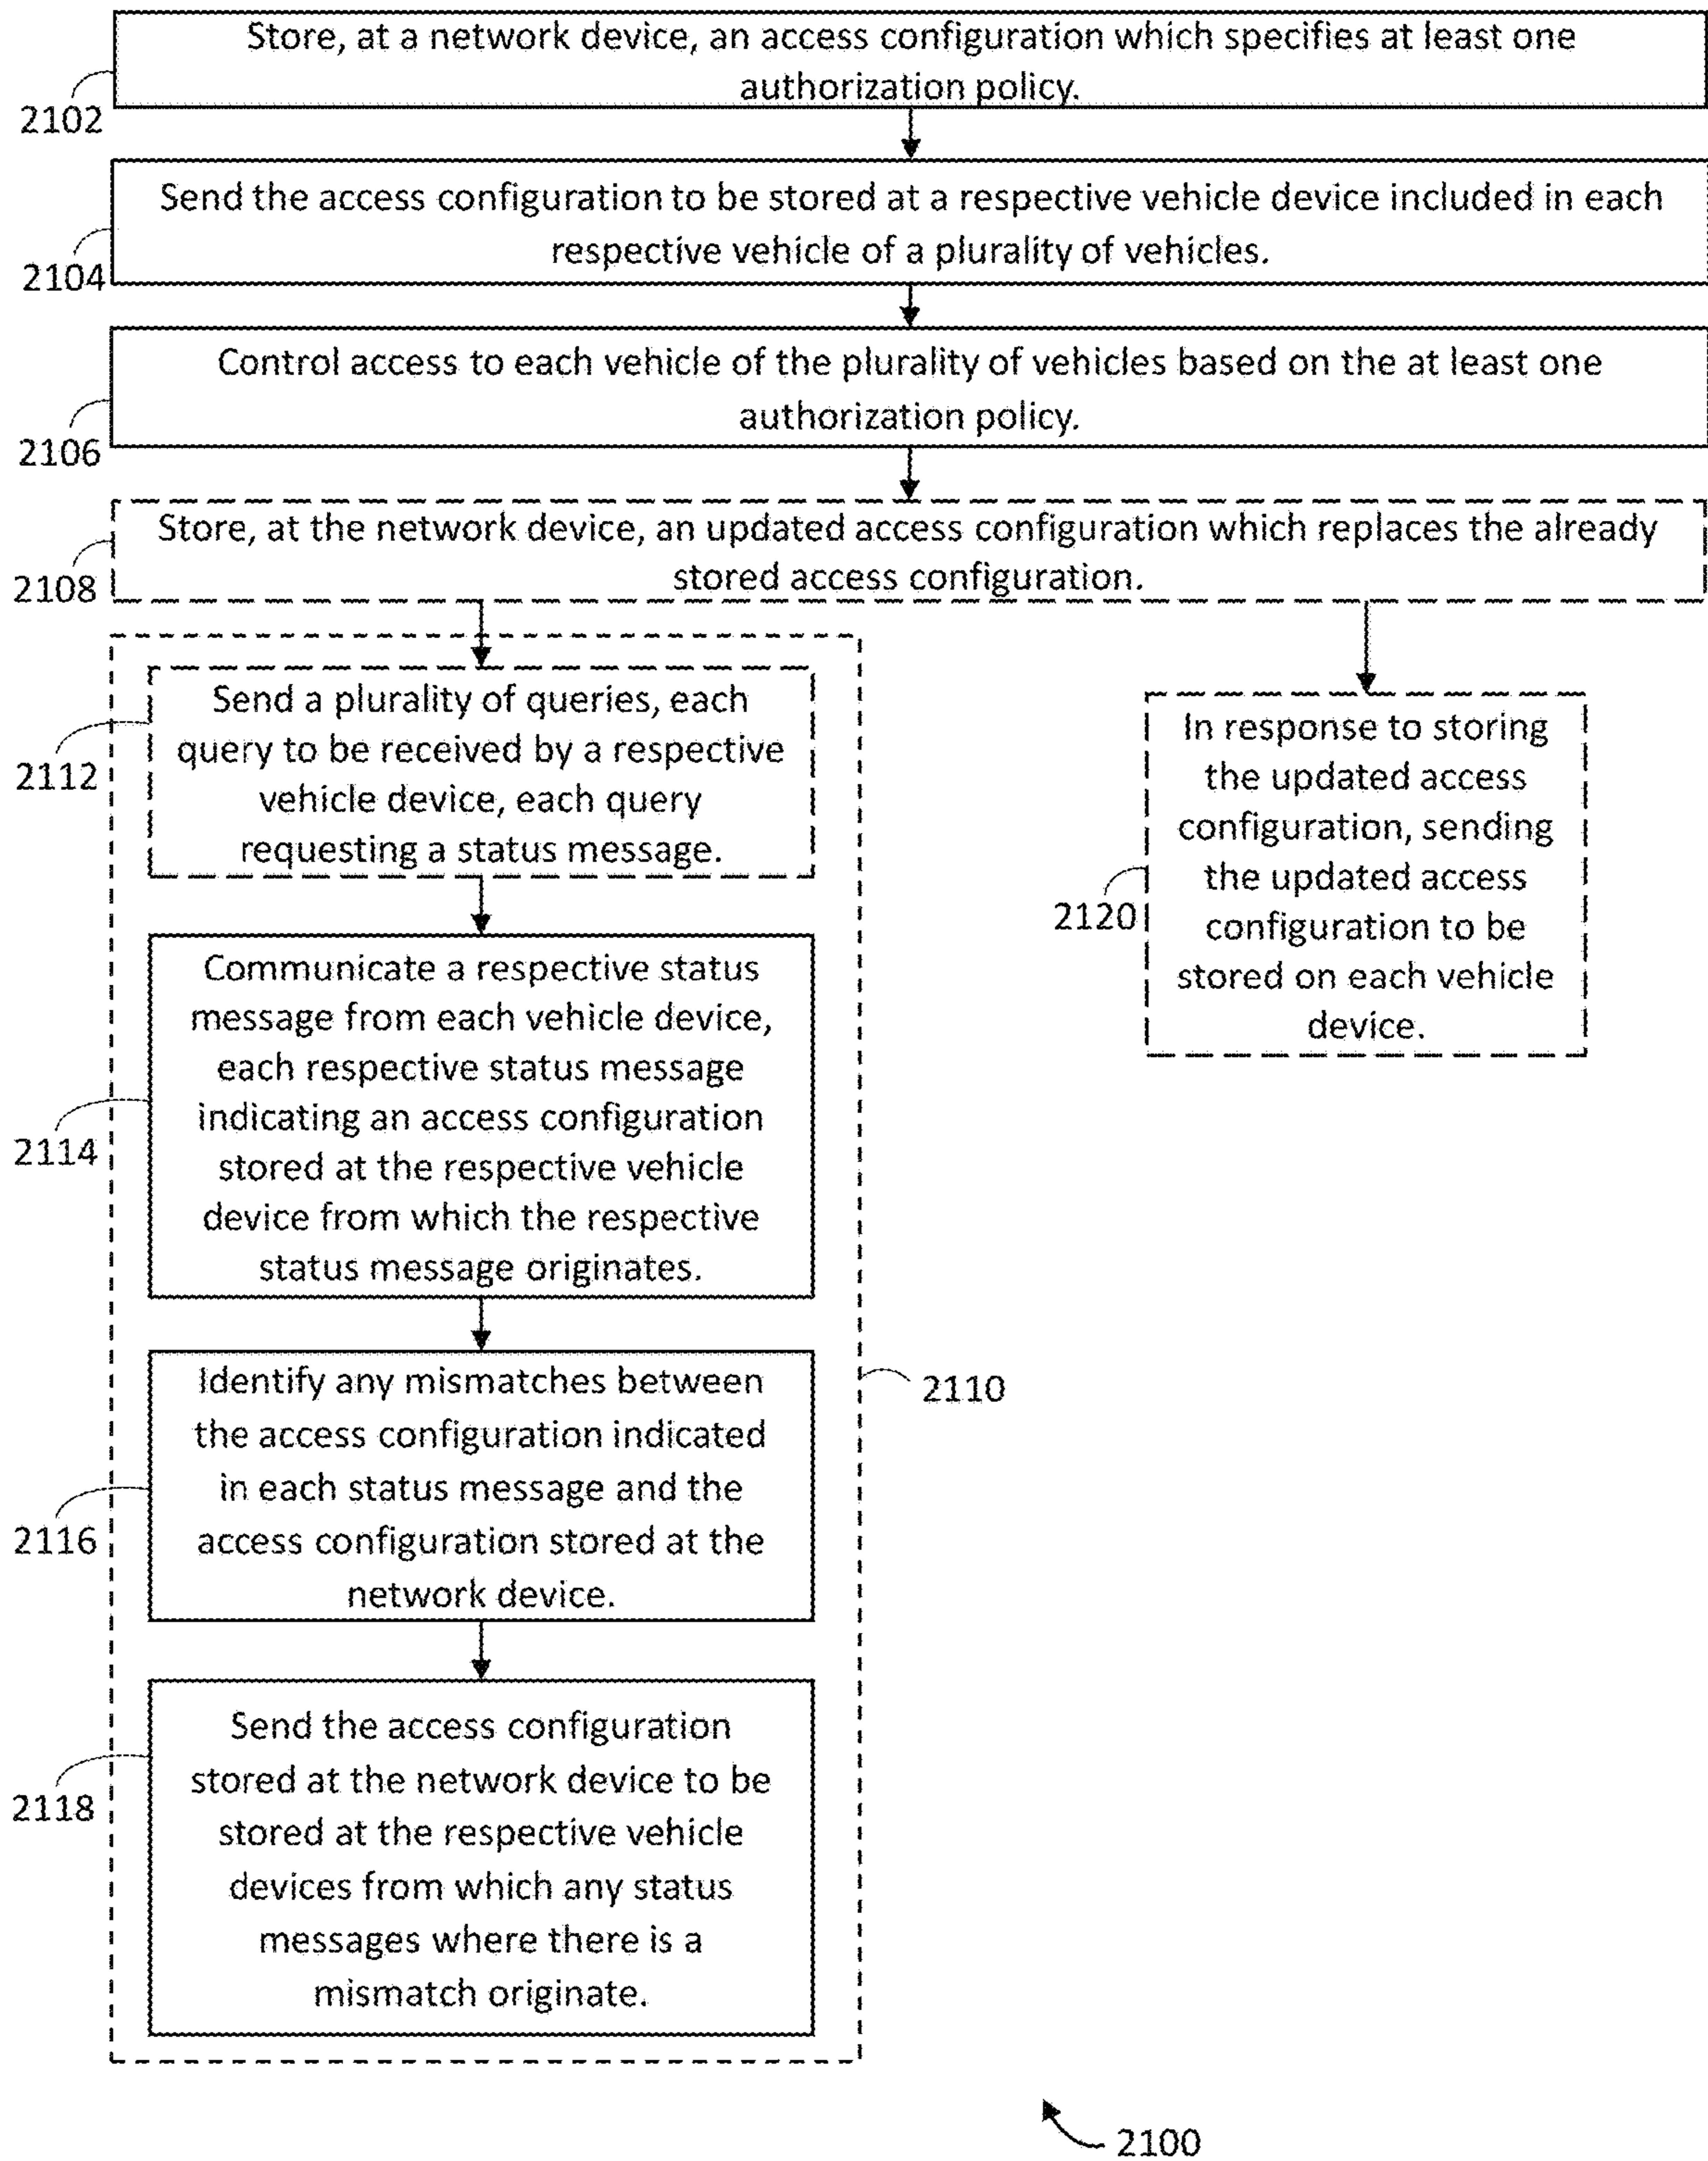 Store, at a network device, an access configuration which specifies at least one
authorization policy.
2102
Send the access configuration to be stored at a respective vehicle device included in each
respective vehicle of a plurality of vehicles.
2104
Control access to each vehicle of the plurality of vehicles based on the at least one
authorization policy.
2106
Store, at the network device, an updated access configuration which replaces the already
stored access configuration.
2108
Send a plurality of queries, each
query to be received by a respective
vehicle device, each query
requesting a status message.
2112
In response to storing
the updated access
configuration, sending
the updated access
configuration to be
stored on each vehicle
device.
2120
Communicate a respective status
message from each vehicle device,
each respective status message
indicating an access configuration
stored at the respective vehicle
device from which the respective
status message originates.
2114
Identify any mismatches between
the access configuration indicated
in each status message and the
access configuration stored at the
network device.
2116
2110
Send the access configuration
stored at the network device to be
stored at the respective vehicle
devices from which any status
messages where there is a
mismatch originate.
2118
2100